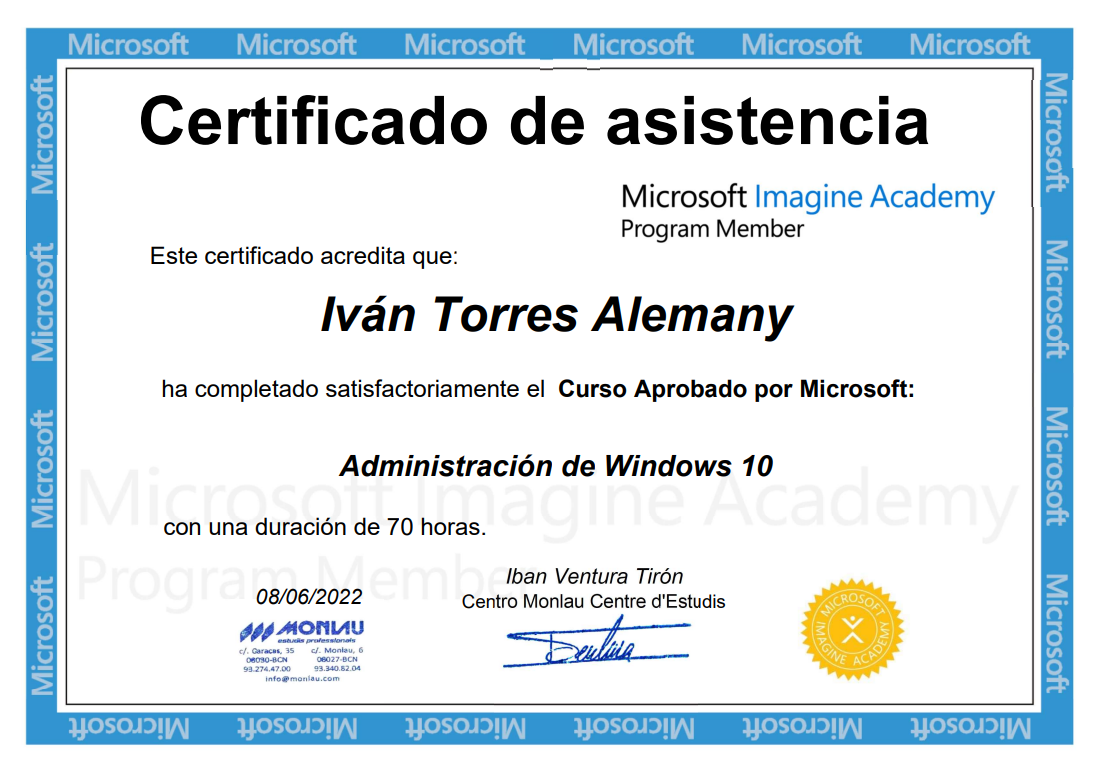 Microsoft Microsoft Microsoft Microsoft Microsoft Microsoft
Microsoft Microsoft Microsoft Microsoft
Certificado de asistencia
Microsoft Imagine Academy
Program Member
Este certificado acredita que:
Iván Torres Alemany
ha completado satisfactoriamente el Curso Aprobado por Microsoft:
Administración de Windows 10
Microsoft Imagine Academy
con una duración de 70 horas.
Program Member
Iban Ventura Tirón
08/06/2022
Centro Monlau Centre d'Estudis
MONLAU
estudis professionals
c/. Garacas, 35 c/. Monlau, 6
08030-BCN 08027-BCN
93.274.47.00 93.340.82.04
info@monlau.com
MICROSOFT
IMAGINE ACADEMY
Microsoft Microsoft Microsoft Microsoft
Microsoft Microsoft Microsoft Microsoft Microsoft Microsoft